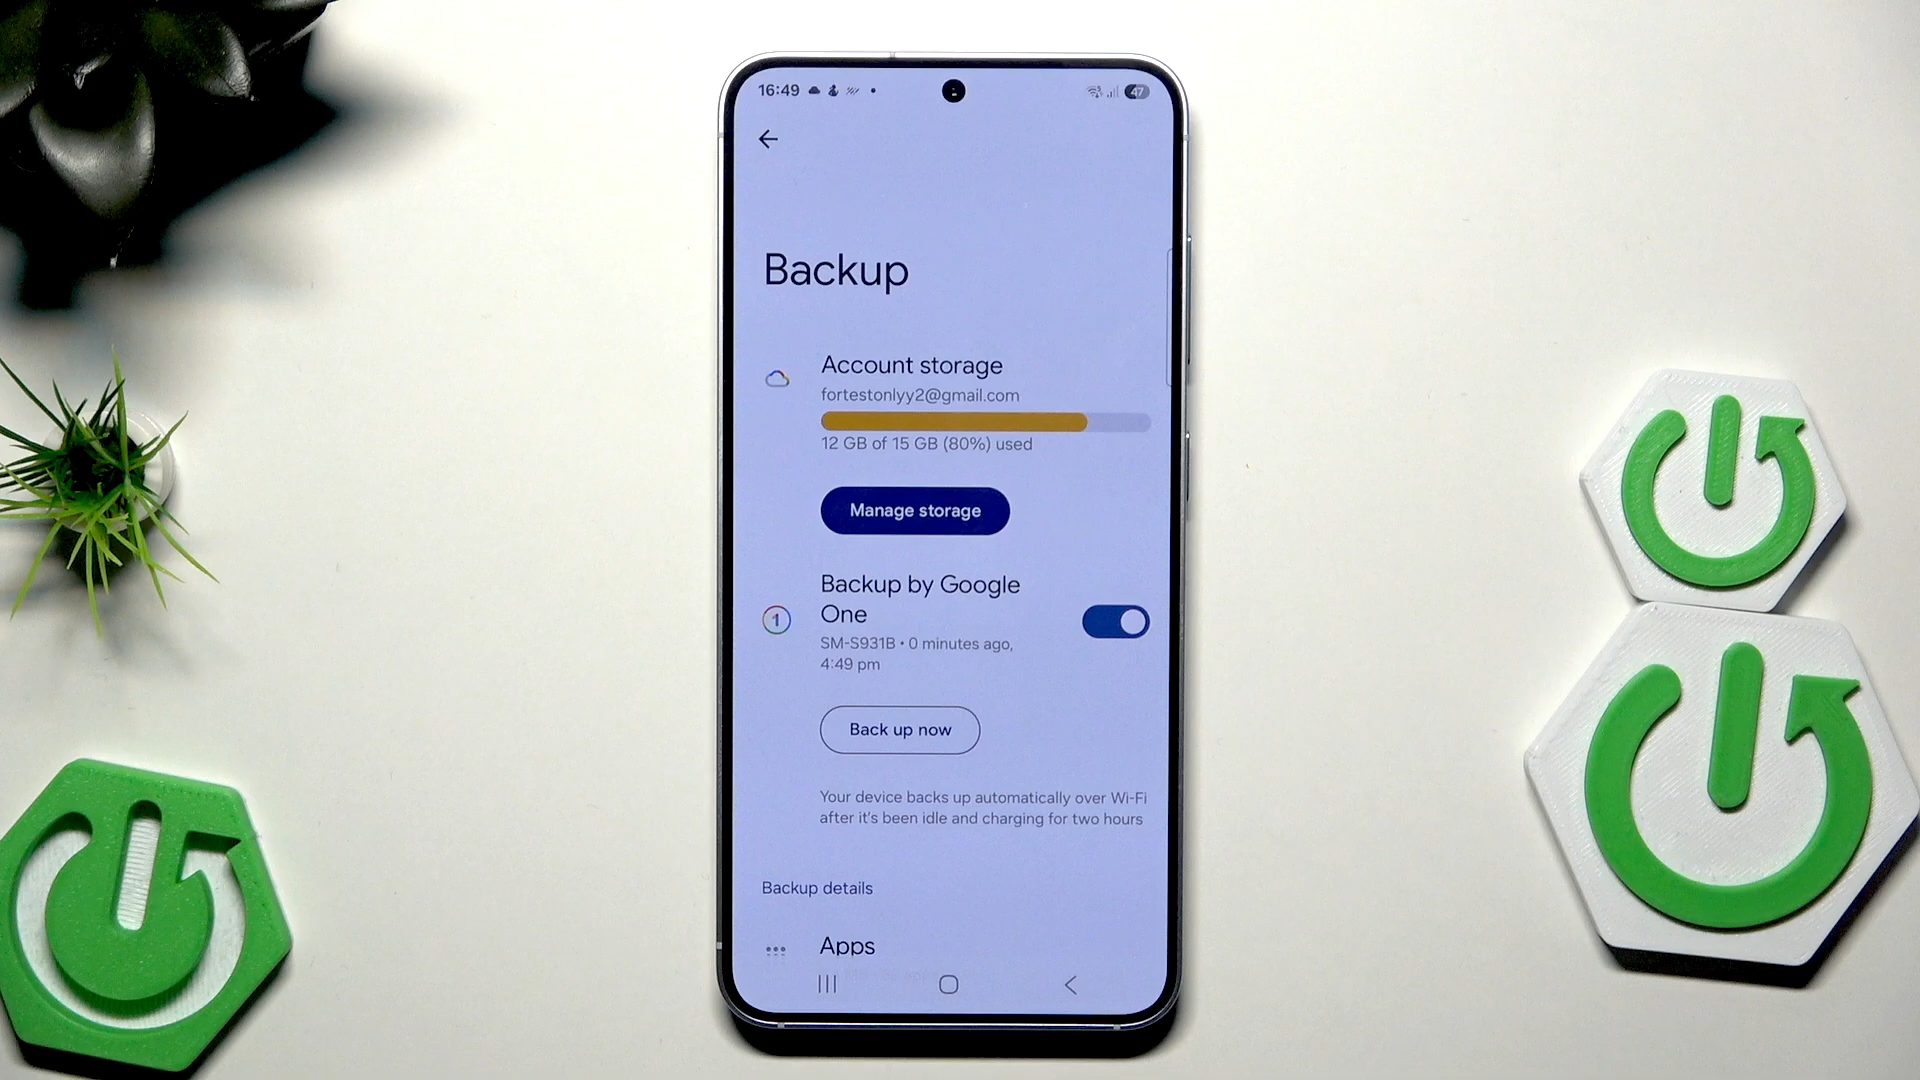 16:49
47
Backup
Account storage
fortestonlyy2@gmail.com
12 GB of 15 GB (80%) used
Manage storage
Backup by Google
One
1
SM-S931B • 0 minutes ago,
4:49 pm
Back up now
Your device backs up automatically over Wi-Fi
after it's been idle and charging for two hours
Backup details
Apps